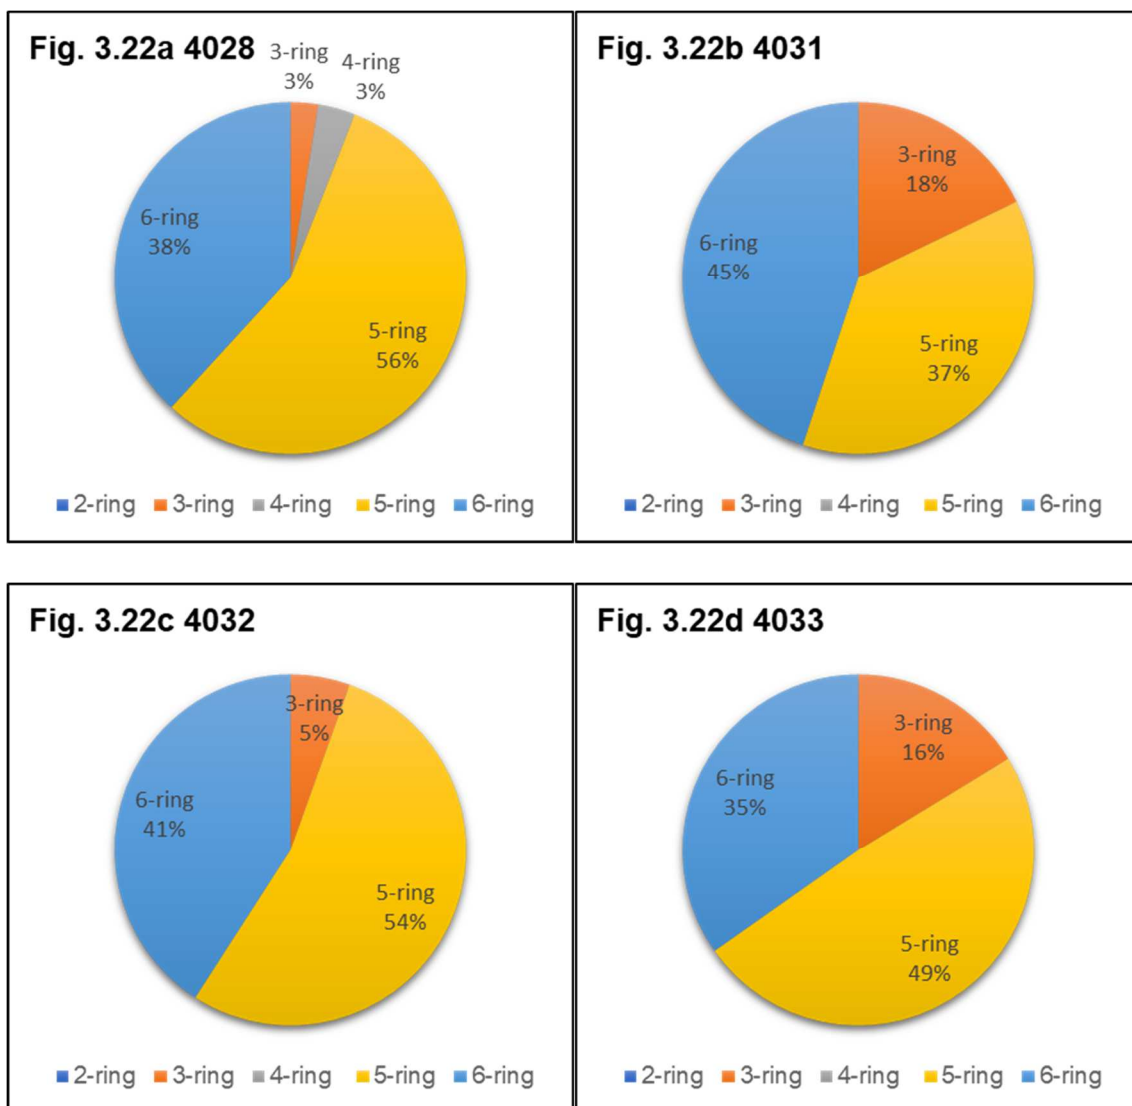 Fig. 3.22a 4028
3-ring
3%
4-ring
3%
6-ring
38%
5-ring
56%
2-ring 3-ring 4-ring 5-ring 6-ring
Fig. 3.22b 4031
3-ring
18%
6-ring
45%
5-ring
37%
2-ring 3-ring 4-ring 5-ring 6-ring
Fig. 3.22c 4032
3-ring
5%
6-ring
41%
5-ring
54%
2-ring 3-ring 4-ring 5-ring 6-ring
Fig. 3.22d 4033
3-ring
16%
6-ring
35%
5-ring
49%
2-ring 3-ring 4-ring 5-ring 6-ring